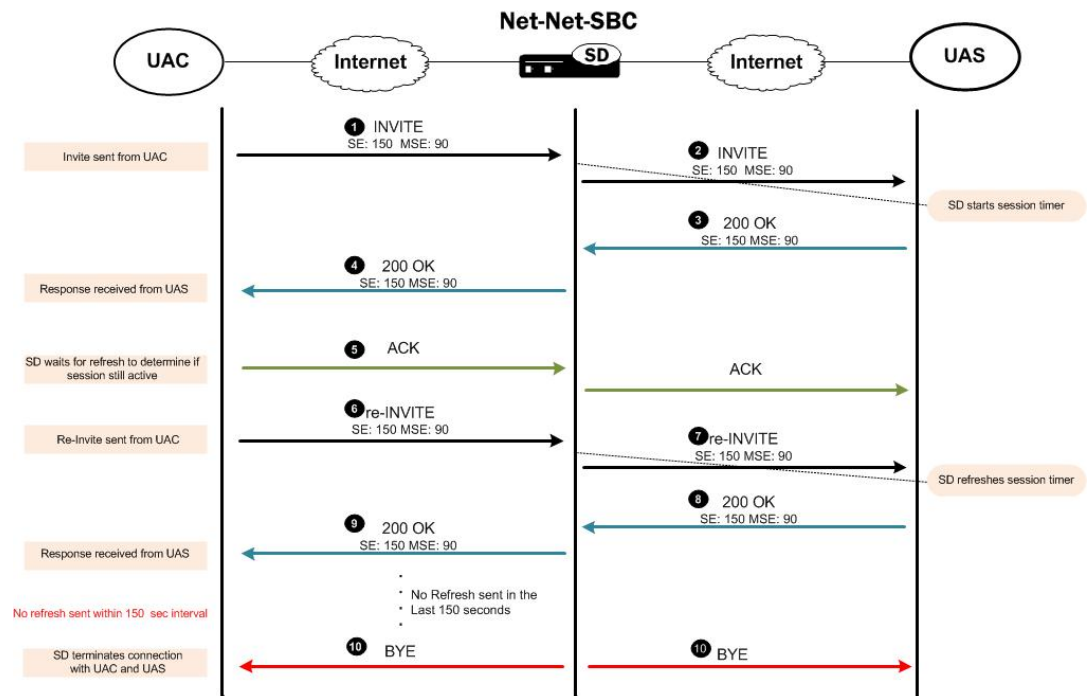 Net-Net-SBC
UAC
Internet
SD
Internet
UAS
1 INVITE
SE: 150 MSE: 90
Invite sent from UAC
2 INVITE
SE: 150 MSE: 90
SD starts session timer
3 200 OK
SE: 150 MSE: 90
4 200 OK
SE: 150 MSE: 90
Response received from UAS
5 ACK
SD waits for refresh to determine if
session still active
ACK
6 re-INVITE
SE: 150 MSE: 90
Re-Invite sent from UAC
7 re-INVITE
SE: 150 MSE: 90
SD refreshes session timer
8 200 OK
SE: 150 MSE: 90
9 200 OK
SE: 150 MSE: 90
Response received from UAS
No Refresh sent in the
Last 150 seconds
No refresh sent within 150 sec interval
10 BYE
10 BYE
SD terminates connection
with UAC and UAS